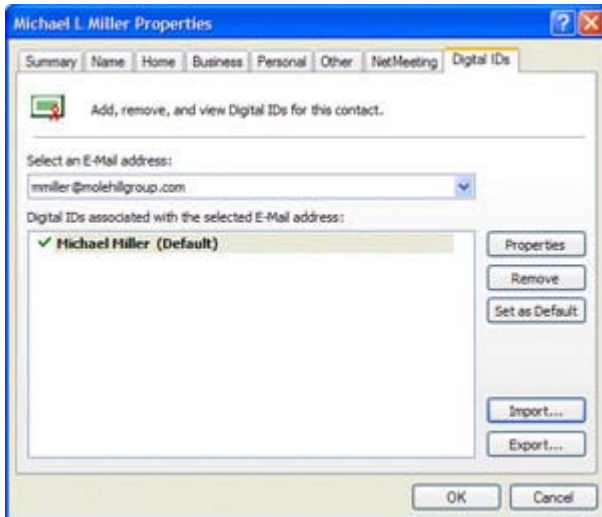 Michael L Miller Properties
Summary Name Home Business Personal Other NetMeeting Digital IDs
Add, remove, and view Digital IDs for this contact.
Select an E-Mail address:
mmiller@molehillgroup.com
Digital IDs associated with the selected E-Mail address:
Michael Miller (Default)
Properties
Remove
Set as Default
Import...
Export...
OK Cancel